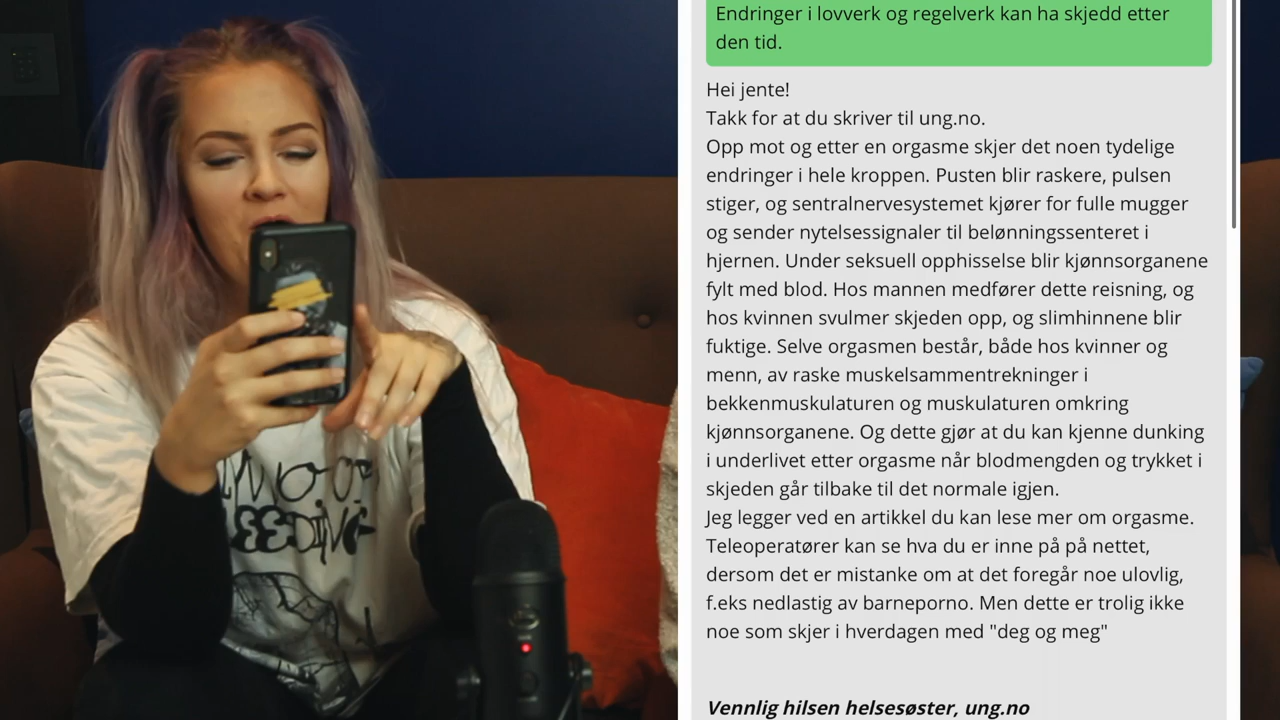 Endringer i lovverk og regelverk kan ha skjedd etter
den tid.
Hei jente!
Takk for at du skriver til ung.no.
Opp mot og etter en orgasme skjer det noen tydelige
endringer i hele kroppen. Pusten blir raskere, pulsen
stiger, og sentralnervesystemet kjører for fulle mugger
og sender nytelsessignaler til belønningssenteret i
hjernen. Under seksuell opphisselse blir kjønnsorganene
fylt med blod. Hos mannen medfører dette reisning, og
hos kvinnen svulmer skjeden opp, og slimhinnene blir
fuktige. Selve orgasmen består, både hos kvinner og
menn, av raske muskelsammentrekninger i
bekkenmuskulaturen og muskulaturen omkring
kjønnsorganene. Og dette gjør at du kan kjenne dunking
i underlivet etter orgasme når blodmengden og trykket i
skjeden går tilbake til det normale igjen.
Jeg legger ved en artikkel du kan lese mer om orgasme.
Teleoperatører kan se hva du er inne på på nettet,
dersom det er mistanke om at det foregår noe ulovlig,
f.eks nedlastig av barneporno. Men dette er trolig ikke
noe som skjer i hverdagen med "deg og meg"
Vennlig hilsen helsesøster, ung.no